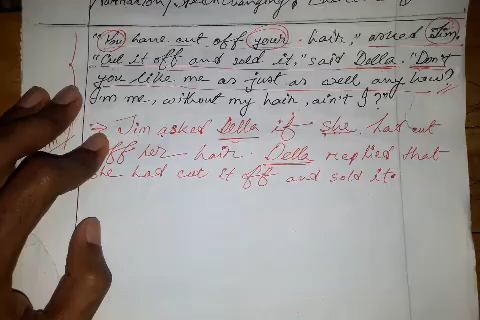 Narration/Speech
"You have cut off your hair," asked Jim,
"Cut it off and sold it," said Della. "Don't
you like me as just as well any how?
I'm me, without my hair, ain't I?"
⇒ Jim asked Della if she had cut
off her hair. Della replied that
she had cut it off and sold it.